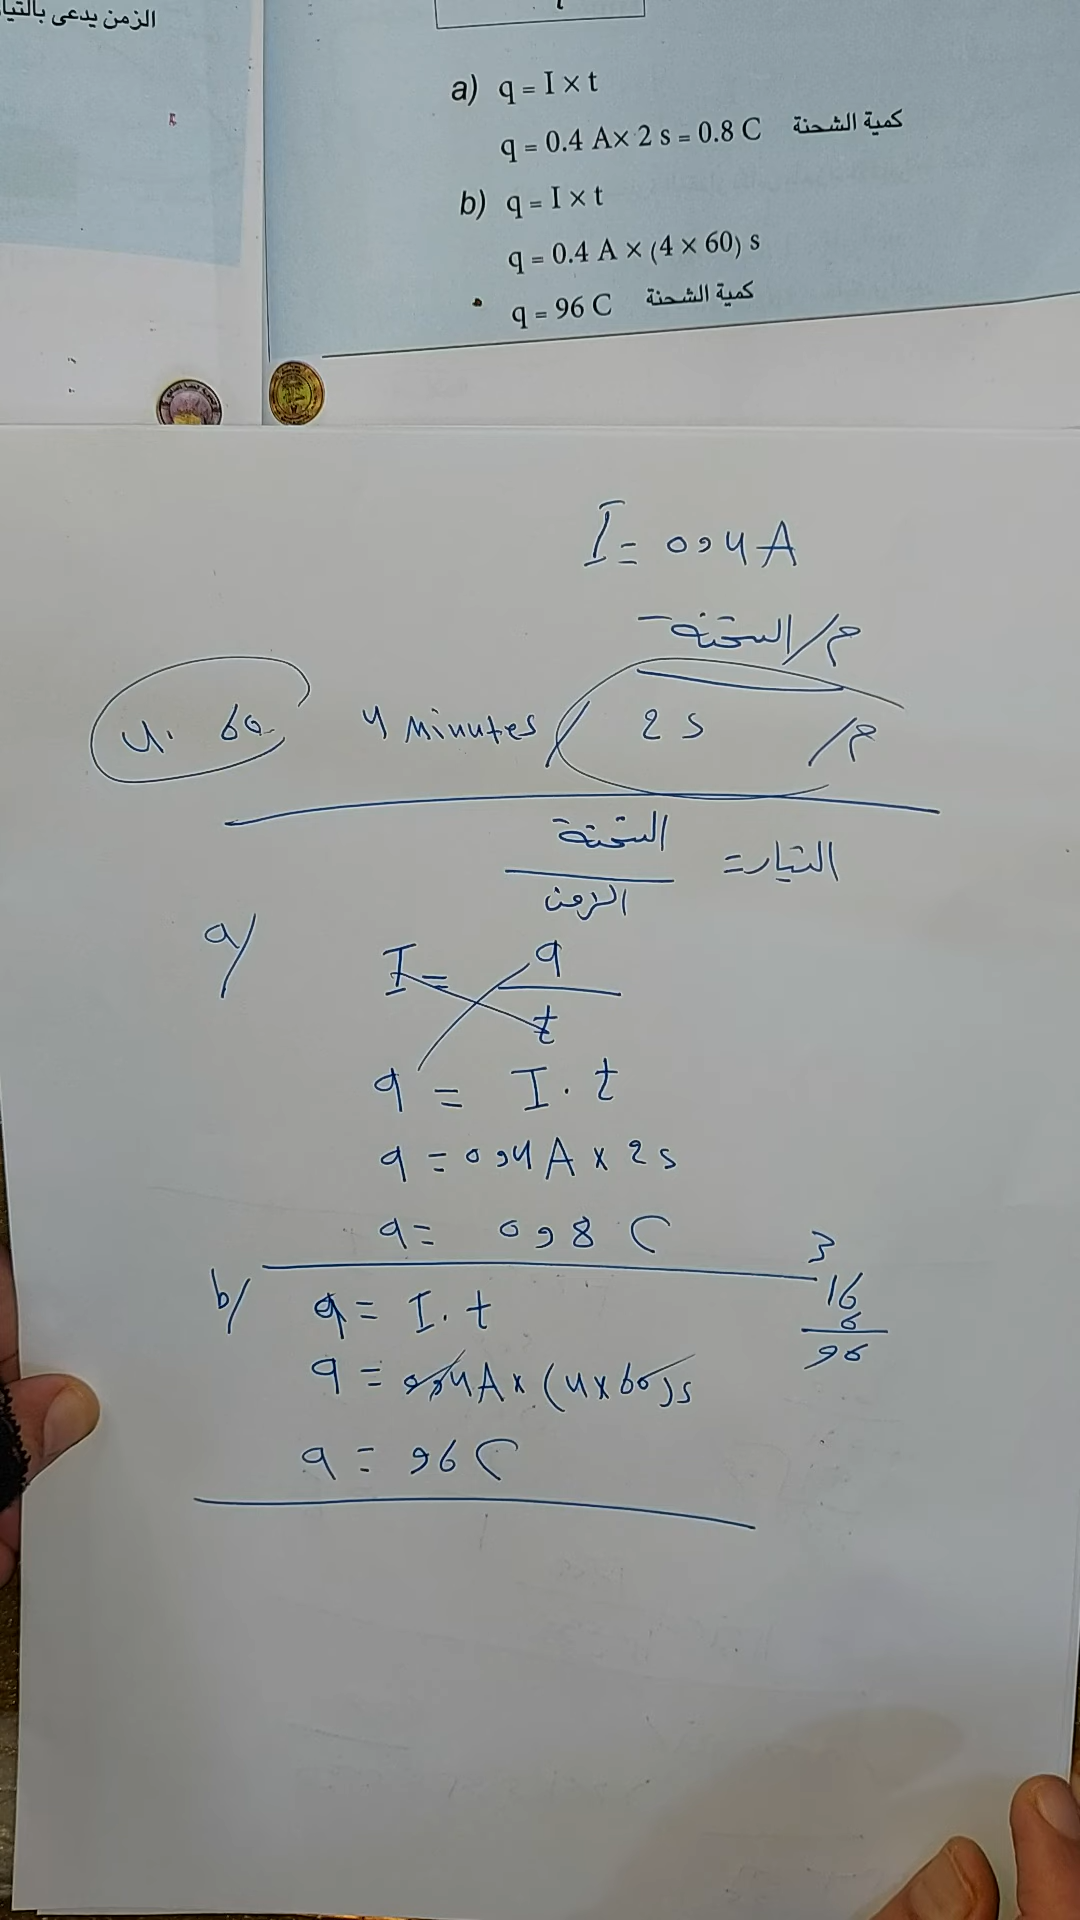 الزمن يدعى بالتيا
a) q = I × t
q = 0.4 A× 2 s = 0.8 C كمية الشحنة
b) q = I × t
q = 0.4 A × (4 × 60) s
q = 96 C كمية الشحنة
I = 0,4 A
م/ الشحنة
م/ 2 s / 4 minutes 4. 60
التيار = الشحنة
الزمن
a/
I = q
t
q = I . t
q = 0,4 A × 2 s
q = 0,8 C
b/ q = I . t
q = 0,4A × (4×60)s
q = 96 C
3
16
6
96